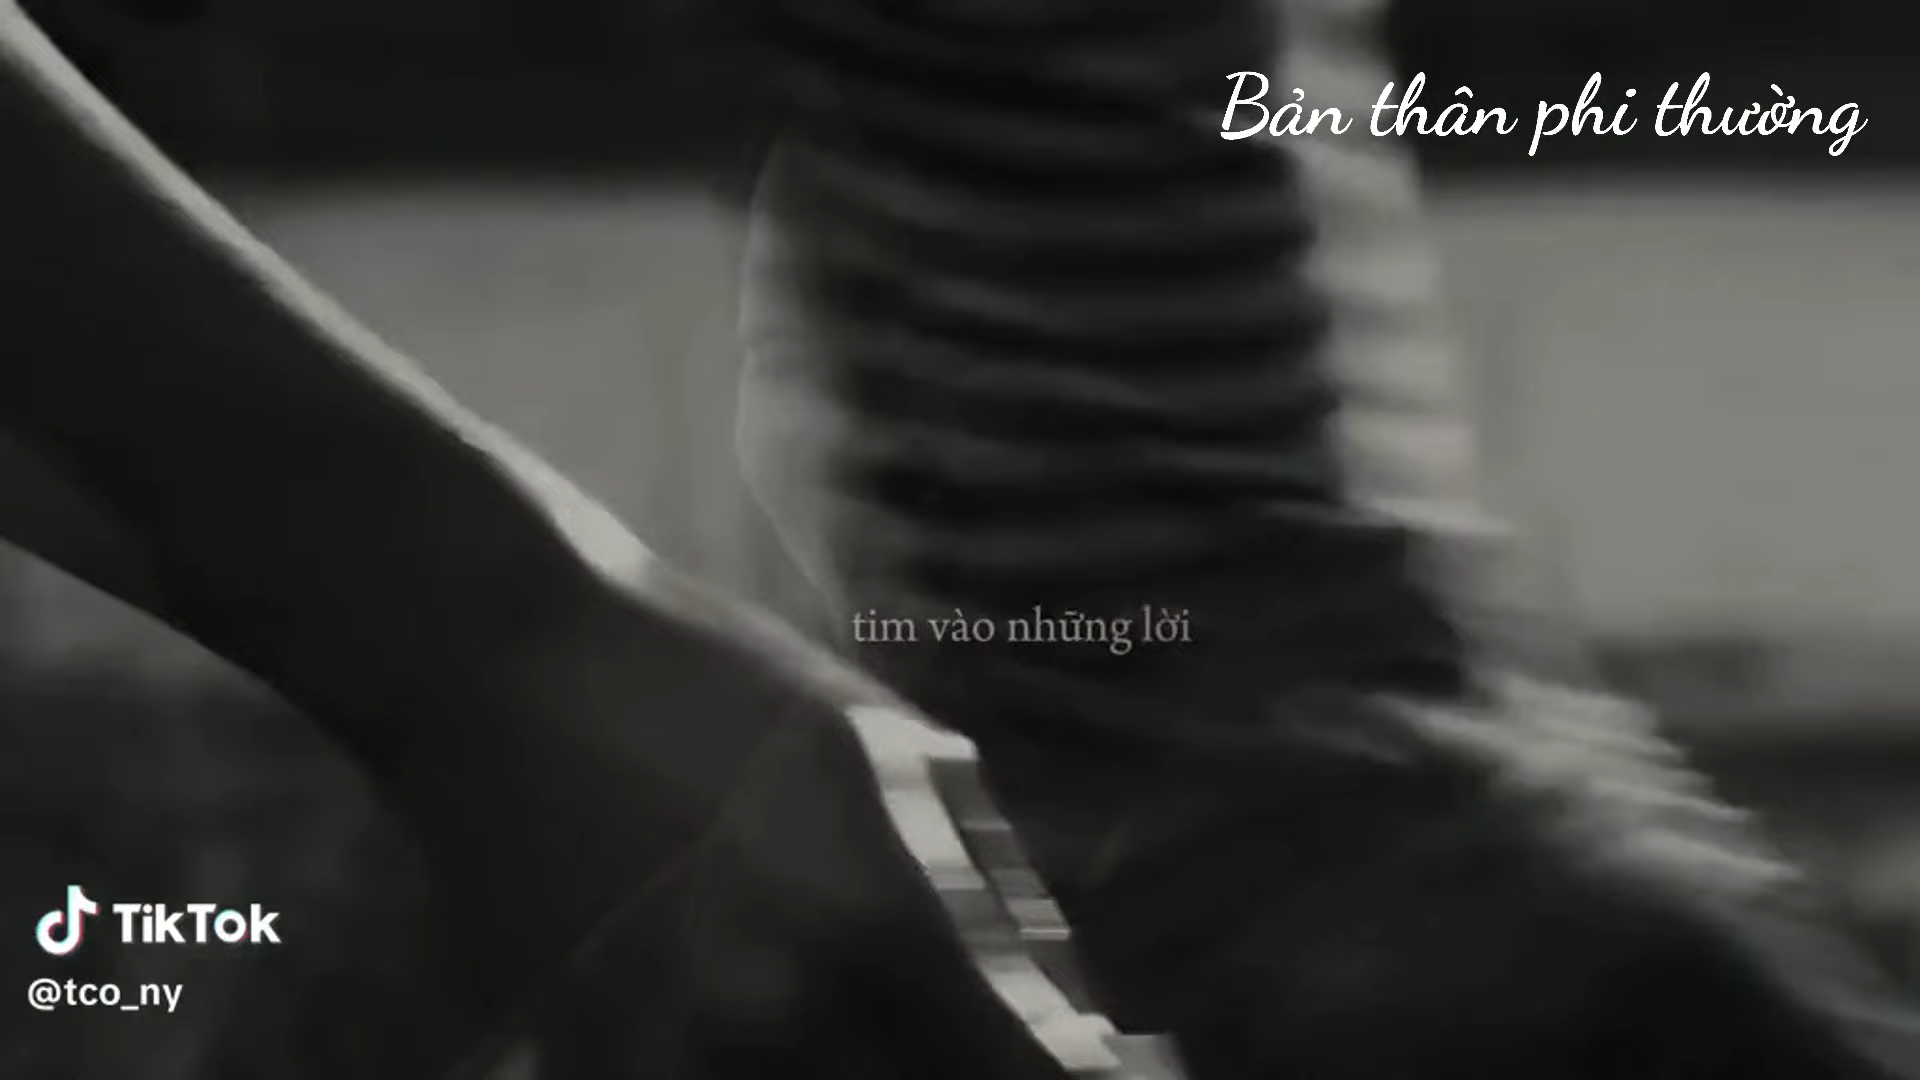 Bản thân phi thường
tim vào những lời
TikTok
@tco_ny